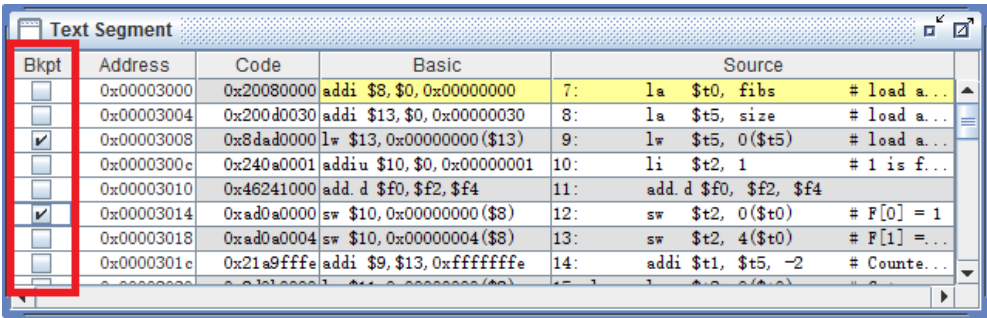 Text Segment
Bkpt Address Code Basic Source
0x00003000 0x20080000 addi $8, $0, 0x00000000 7: la $t0, fibs # load a...
0x00003004 0x200d0030 addi $13, $0, 0x00000030 8: la $t5, size # load a...
0x00003008 0x8dad0000 lw $13, 0x00000000($13) 9: lw $t5, 0($t5) # load a...
0x0000300c 0x240a0001 addiu $10, $0, 0x00000001 10: li $t2, 1 # 1 is f...
0x00003010 0x46241000 add.d $f0, $f2, $f4 11: add.d $f0, $f2, $f4
0x00003014 0xad0a0000 sw $10, 0x00000000($8) 12: sw $t2, 0($t0) # F[0] = 1
0x00003018 0xad0a0004 sw $10, 0x00000004($8) 13: sw $t2, 4($t0) # F[1] =...
0x0000301c 0x21a9fffe addi $9, $13, 0xfffffffe 14: addi $t1, $t5, -2 # Counte...